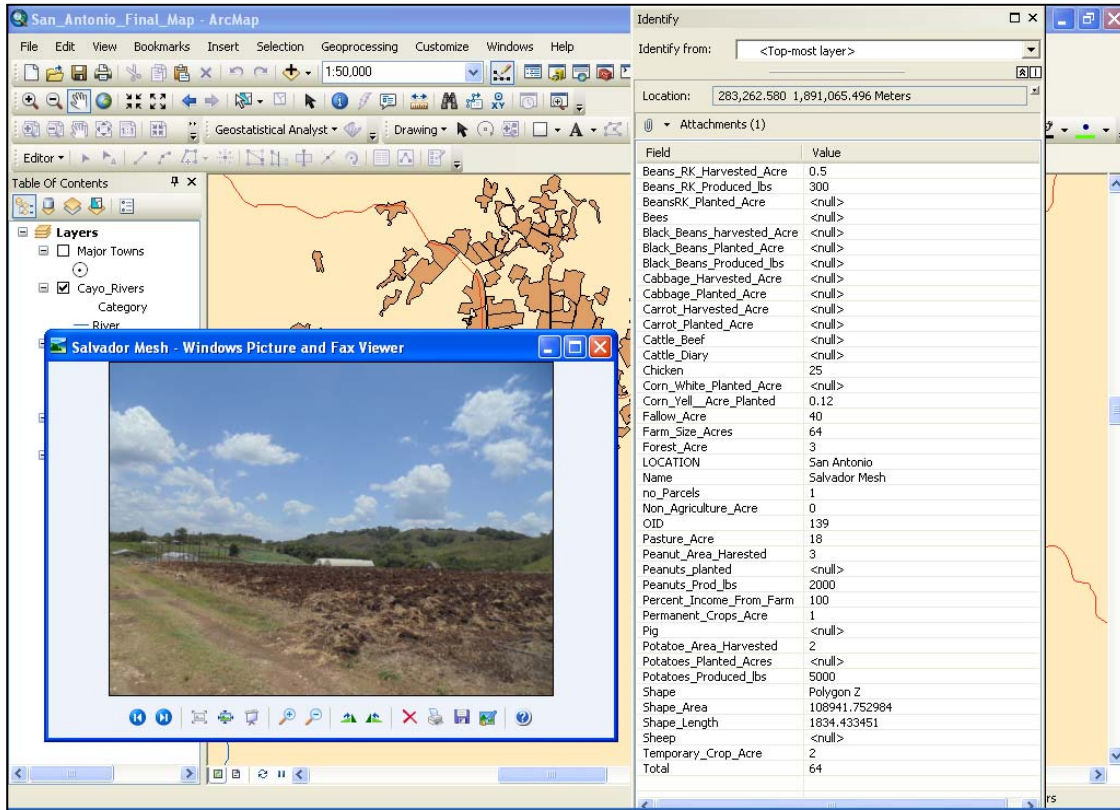 San_Antonio_Final_Map - ArcMap
File Edit View Bookmarks Insert Selection Geoprocessing Customize Windows Help
1:50,000
Geostatistical Analyst
Drawing
A
Editor
Table Of Contents
Layers
Major Towns
Cayo_Rivers
Category
River
Salvador Mesh - Windows Picture and Fax Viewer
Identify
Identify from: <Top-most layer>
Location: 283,262.580 1,891,065.496 Meters
Attachments (1)
Field Value
Beans_RK_Harvested_Acre 0.5
Beans_RK_Produced_lbs 300
BeansRK_Planted_Acre <null>
Bees <null>
Black_Beans_harvested_Acre <null>
Black_Beans_Planted_Acre <null>
Black_Beans_Produced_lbs <null>
Cabbage_Harvested_Acre <null>
Cabbage_Planted_Acre <null>
Carrot_Harvested_Acre <null>
Carrot_Planted_Acre <null>
Cattle_Beef <null>
Cattle_Diary <null>
Chicken 25
Corn_White_Planted_Acre <null>
Corn_Yell__Acre_Planted 0.12
Fallow_Acre 40
Farm_Size_Acres 64
Forest_Acre 3
LOCATION San Antonio
Name Salvador Mesh
no_Parcels 1
Non_Agriculture_Acre 0
OID 139
Pasture_Acre 18
Peanut_Area_Harested 3
Peanuts_planted <null>
Peanuts_Prod_lbs 2000
Percent_Income_From_Farm 100
Permanent_Crops_Acre 1
Pig <null>
Potatoe_Area_Harvested 2
Potatoes_Planted_Acres <null>
Potatoes_Produced_lbs 5000
Shape Polygon Z
Shape_Area 108941.752984
Shape_Length 1834.433451
Sheep <null>
Temporary_Crop_Acre 2
Total 64
rs